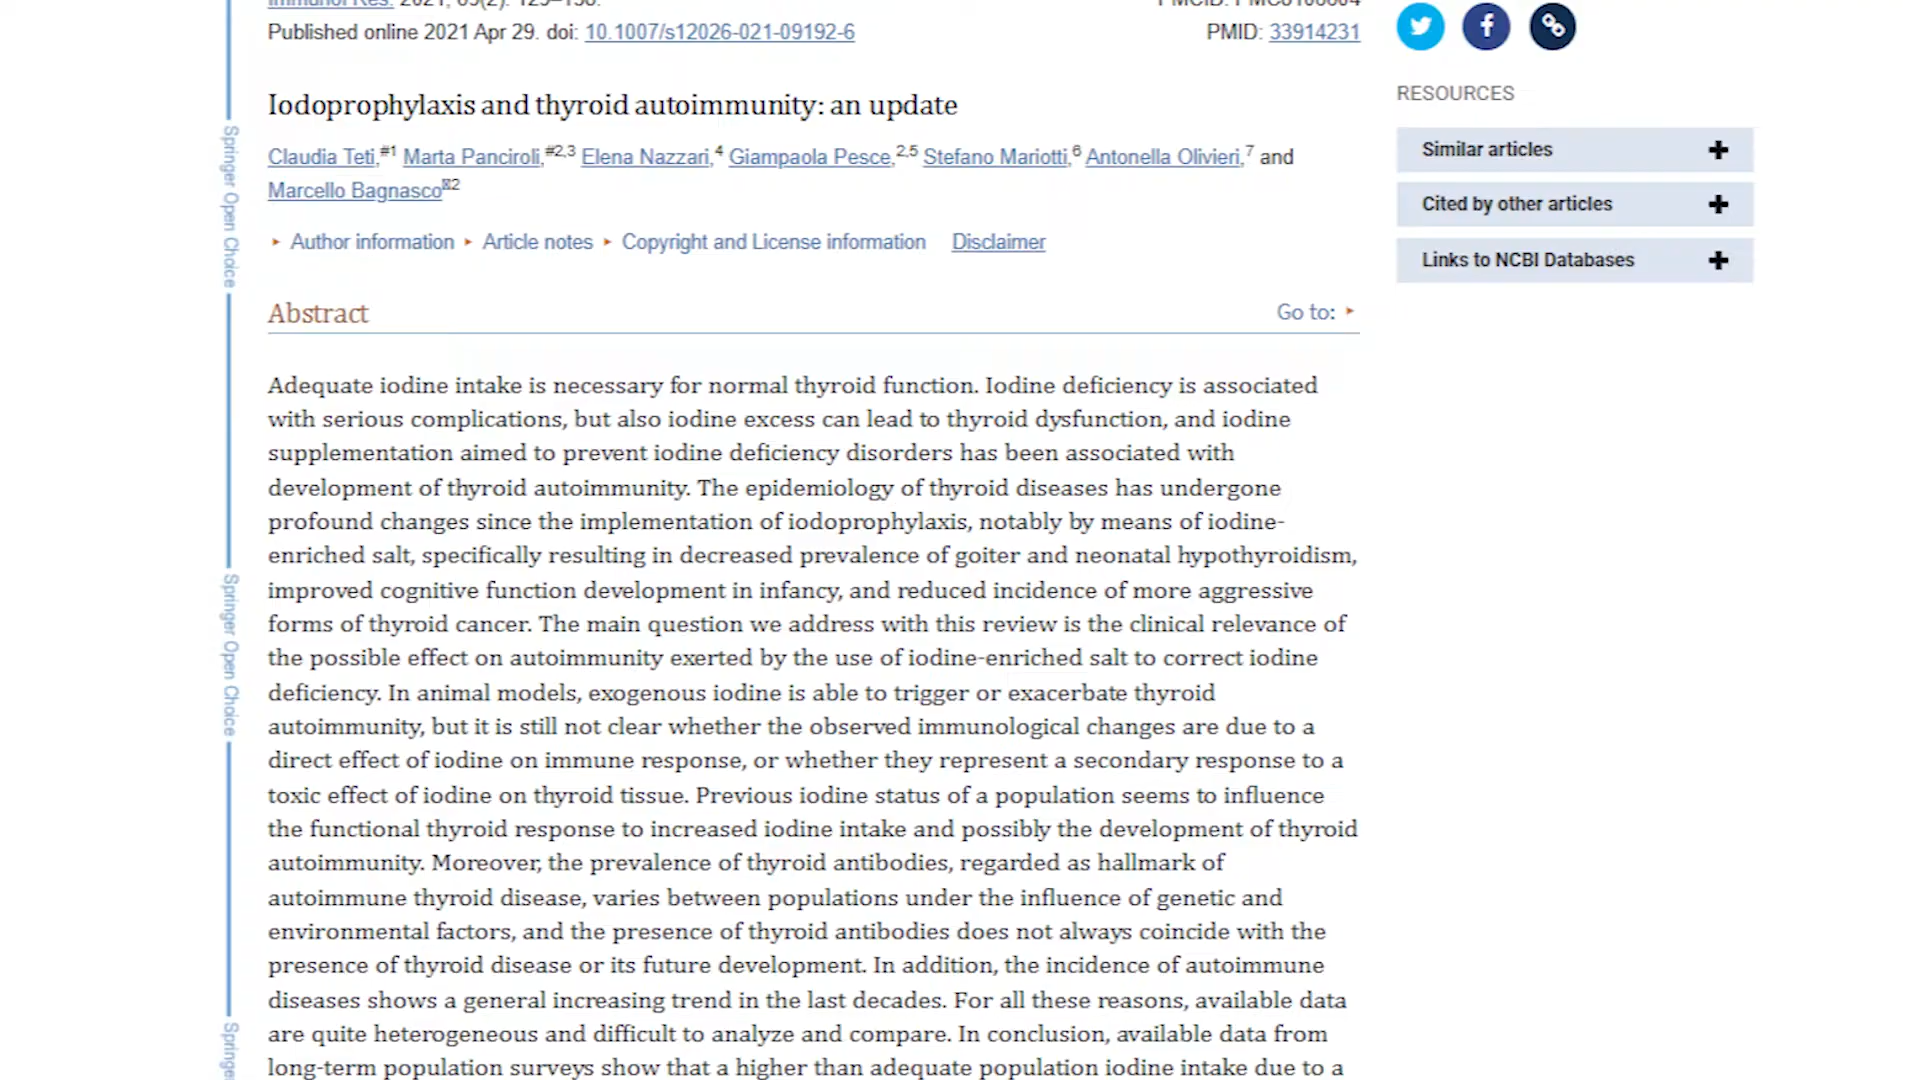 Immunol Res. 2021; 69(2):
Published online 2021 Apr 29. doi: 10.1007/s12026-021-09192-6
PMID: 33914231
Iodoprophylaxis and thyroid autoimmunity: an update
Claudia Teti,#1 Marta Panciroli,#2,3 Elena Nazzari,4 Giampaola Pesce,2,5 Stefano Mariotti,6 Antonella Olivieri,7 and
Marcello Bagnasco✉2
Author information Article notes Copyright and License information Disclaimer
Abstract
Go to:
Adequate iodine intake is necessary for normal thyroid function. Iodine deficiency is associated
with serious complications, but also iodine excess can lead to thyroid dysfunction, and iodine
supplementation aimed to prevent iodine deficiency disorders has been associated with
development of thyroid autoimmunity. The epidemiology of thyroid diseases has undergone
profound changes since the implementation of iodoprophylaxis, notably by means of iodine-
enriched salt, specifically resulting in decreased prevalence of goiter and neonatal hypothyroidism,
improved cognitive function development in infancy, and reduced incidence of more aggressive
forms of thyroid cancer. The main question we address with this review is the clinical relevance of
the possible effect on autoimmunity exerted by the use of iodine-enriched salt to correct iodine
deficiency. In animal models, exogenous iodine is able to trigger or exacerbate thyroid
autoimmunity, but it is still not clear whether the observed immunological changes are due to a
direct effect of iodine on immune response, or whether they represent a secondary response to a
toxic effect of iodine on thyroid tissue. Previous iodine status of a population seems to influence
the functional thyroid response to increased iodine intake and possibly the development of thyroid
autoimmunity. Moreover, the prevalence of thyroid antibodies, regarded as hallmark of
autoimmune thyroid disease, varies between populations under the influence of genetic and
environmental factors, and the presence of thyroid antibodies does not always coincide with the
presence of thyroid disease or its future development. In addition, the incidence of autoimmune
diseases shows a general increasing trend in the last decades. For all these reasons, available data
are quite heterogeneous and difficult to analyze and compare. In conclusion, available data from
long-term population surveys show that a higher than adequate population iodine intake due to a
RESOURCES
Similar articles
Cited by other articles
Links to NCBI Databases
Springer Open Choice
Springer Open Choice
Springer